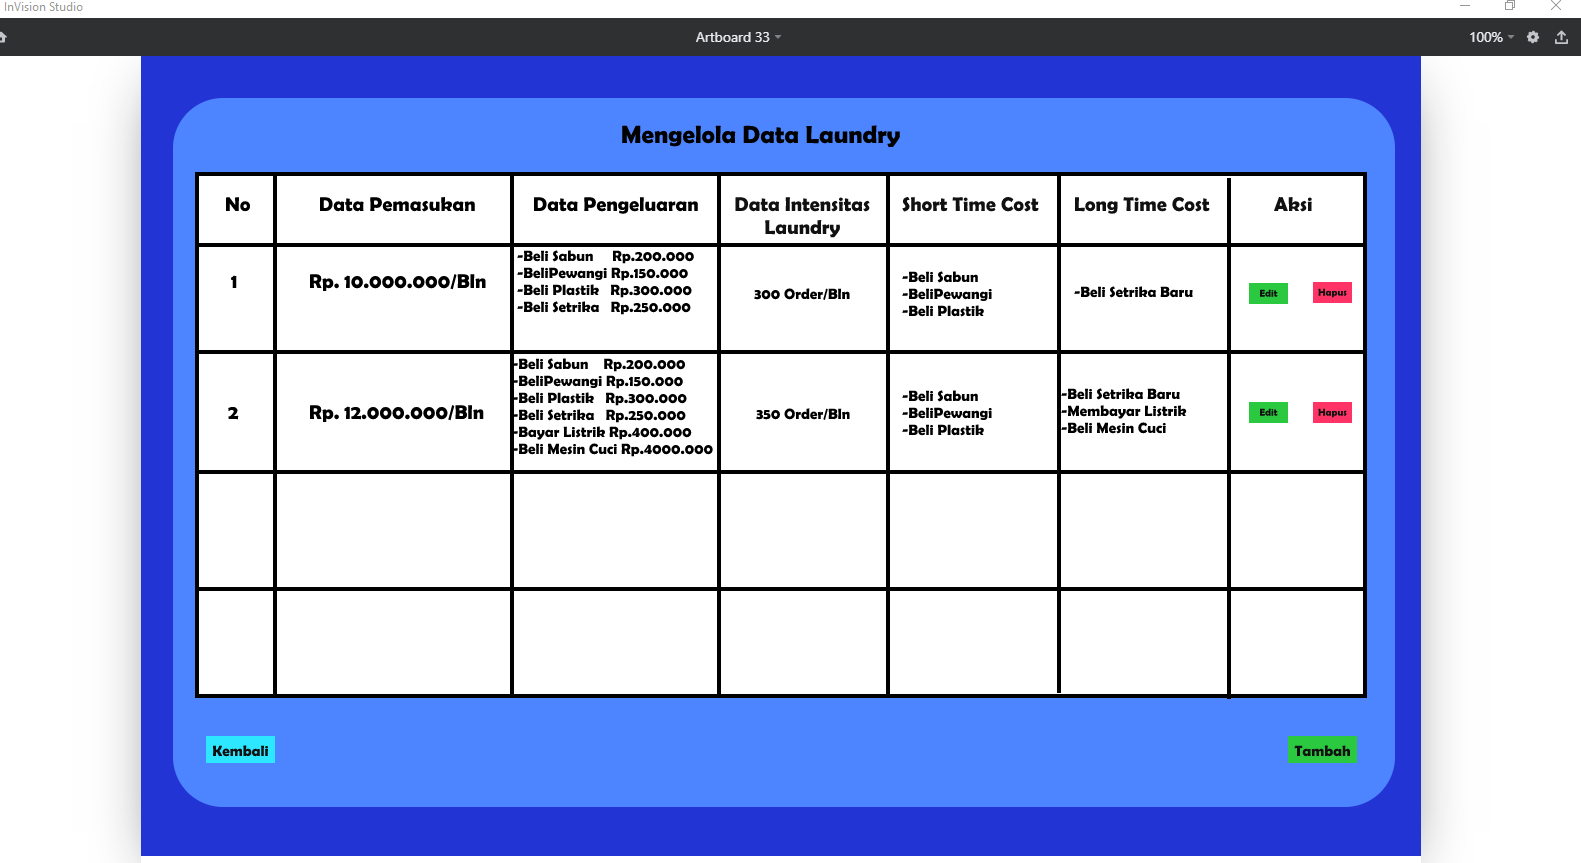 InVision Studio
Artboard 33
100%
Mengelola Data Laundry
No
Data Pemasukan
Data Pengeluaran
Data Intensitas
Laundry
Short Time Cost
Long Time Cost
Aksi
1
Rp. 10.000.000/Bln
-Beli Sabun Rp.200.000
-BeliPewangi Rp.150.000
-Beli Plastik Rp.300.000
-Beli Setrika Rp.250.000
300 Order/Bln
-Beli Sabun
-BeliPewangi
-Beli Plastik
-Beli Setrika Baru
Edit
Hapus
2
Rp. 12.000.000/Bln
-Beli Sabun Rp.200.000
-BeliPewangi Rp.150.000
-Beli Plastik Rp.300.000
-Beli Setrika Rp.250.000
-Bayar Listrik Rp.400.000
-Beli Mesin Cuci Rp.4000.000
350 Order/Bln
-Beli Sabun
-BeliPewangi
-Beli Plastik
-Beli Setrika Baru
-Membayar Listrik
-Beli Mesin Cuci
Edit
Hapus
Kembali
Tambah